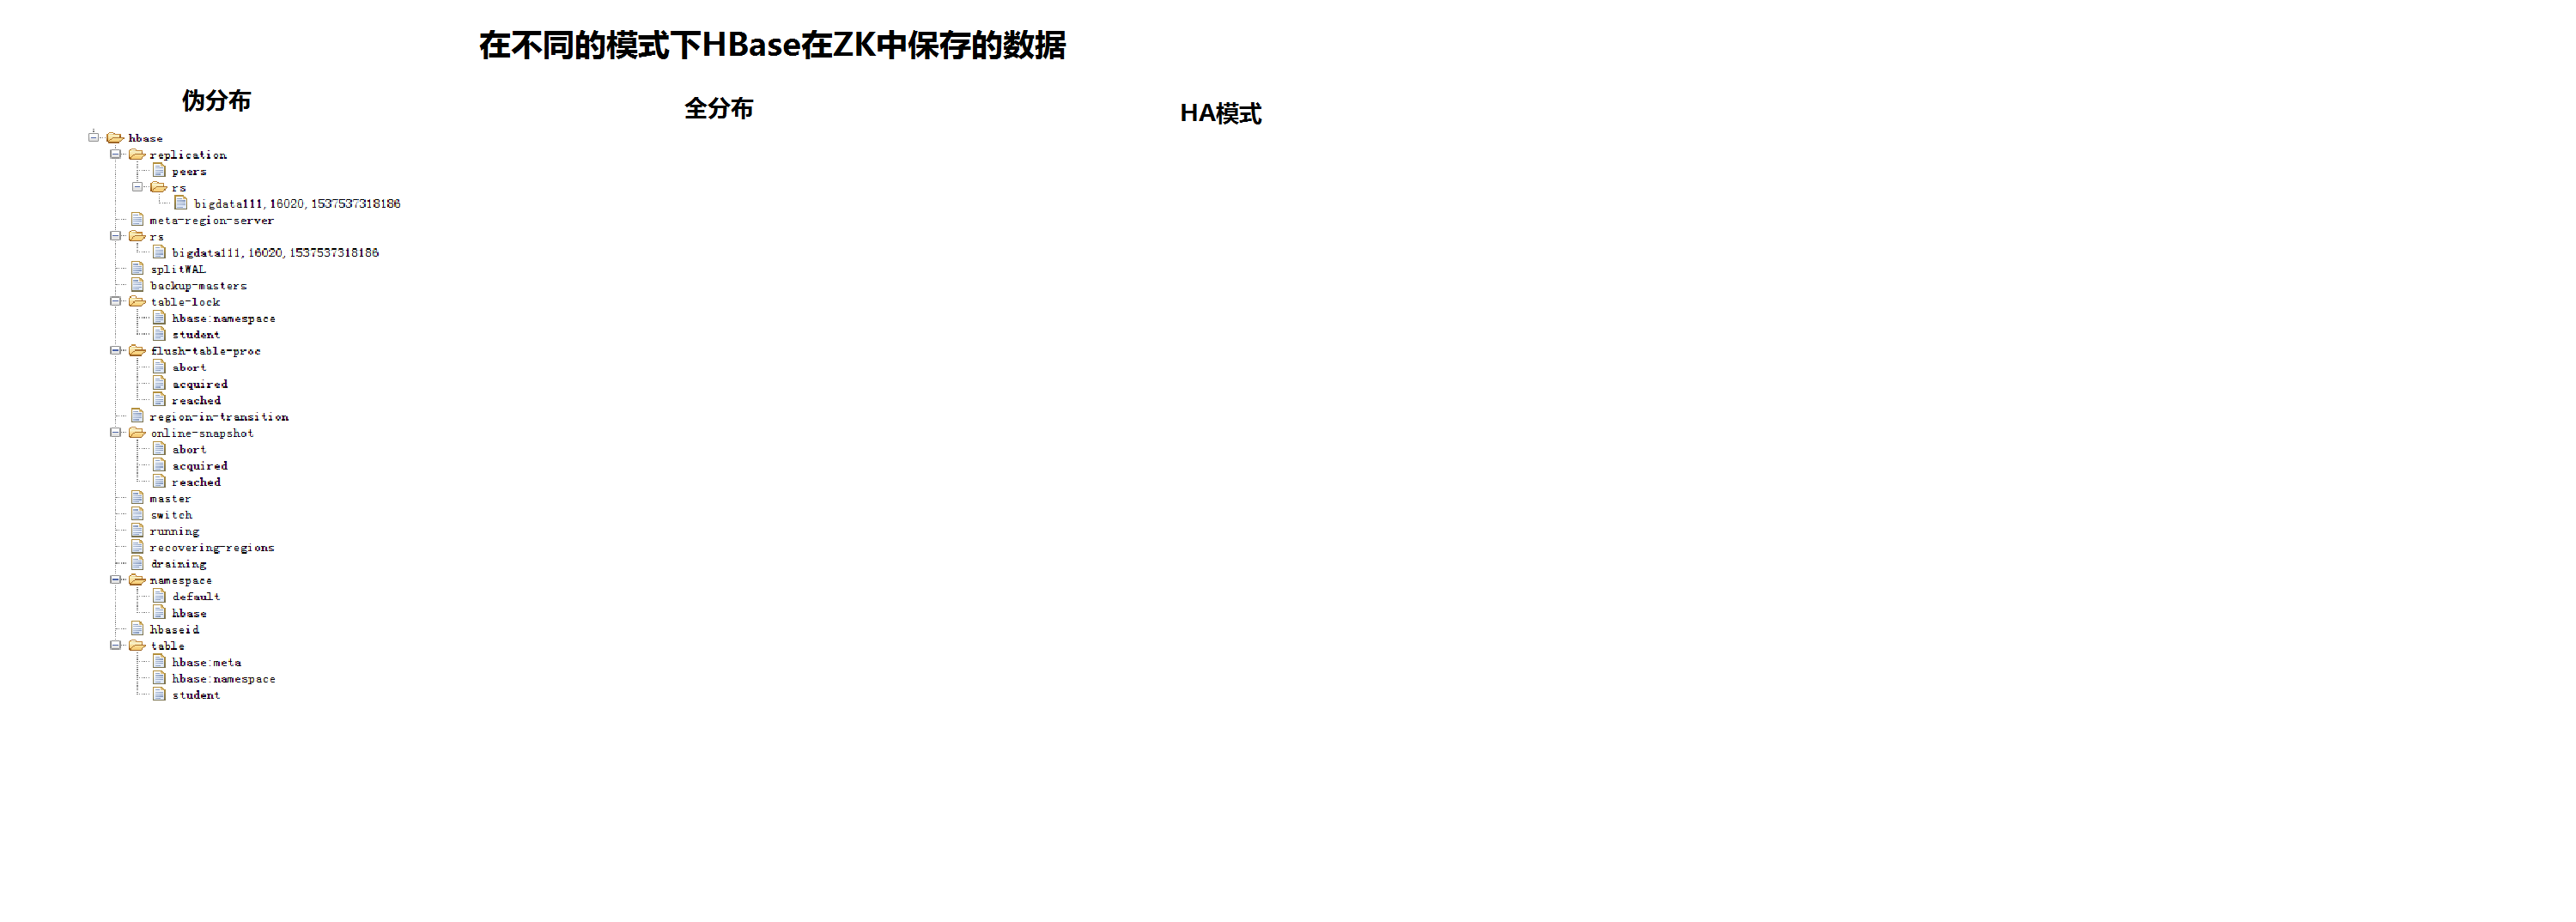 在不同的模式下HBase在ZK中保存的数据
伪分布
全分布
HA模式
hbase
replication
peers
rs
bigdata111,16020,1537537318186
meta-region-server
rs
bigdata111,16020,1537537318186
splitWAL
backup-masters
table-lock
hbase:namespace
student
flush-table-proc
abort
acquired
reached
region-in-transition
online-snapshot
abort
acquired
reached
master
switch
running
recovering-regions
draining
namespace
default
hbase
hbaseid
table
hbase:meta
hbase:namespace
student